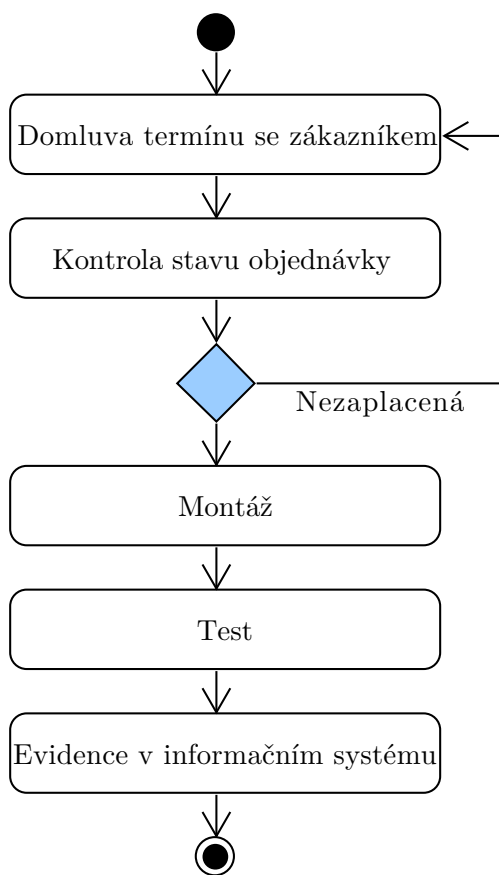 Domluva termínu se zákazníkem
Kontrola stavu objednávky
Nezaplacená
Montáž
Test
Evidence v informačním systému